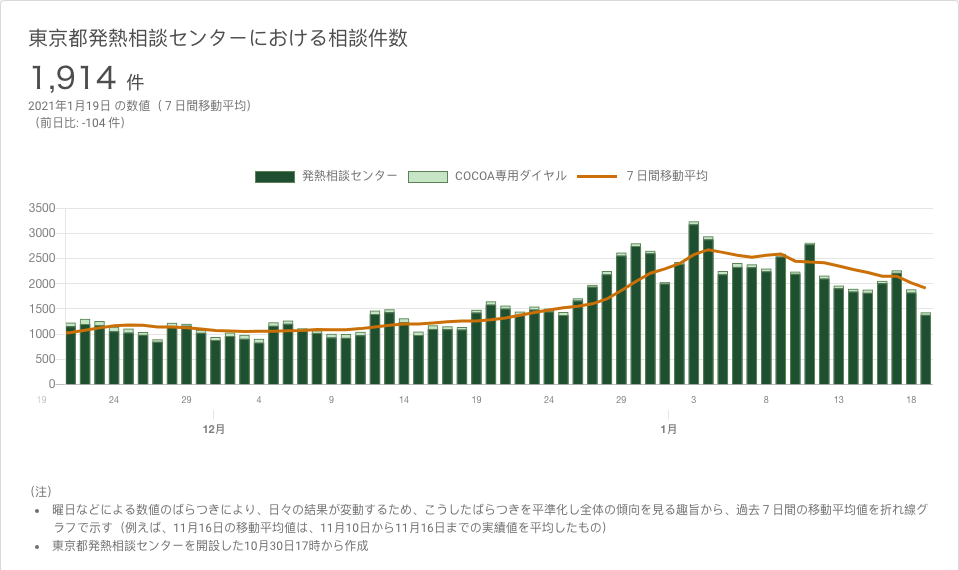 東京都発熱相談センターにおける相談件数
1,914 件
2021年1月19日 の数値（７日間移動平均）
（前日比: -104 件）
発熱相談センター COCOA専用ダイヤル ７日間移動平均
3500
3000
2500
2000
1500
1000
500
0
19 24 29 4 9 14 19 24 29 3 8 13 18
12月 1月
（注）
• 曜日などによる数値のばらつきにより、日々の結果が変動するため、こうしたばらつきを平準化し全体の傾向を見る趣旨から、過去７日間の移動平均値を折れ線グ
ラフで示す（例えば、11月16日の移動平均値は、11月10日から11月16日までの実績値を平均したもの）
• 東京都発熱相談センターを開設した10月30日17時から作成